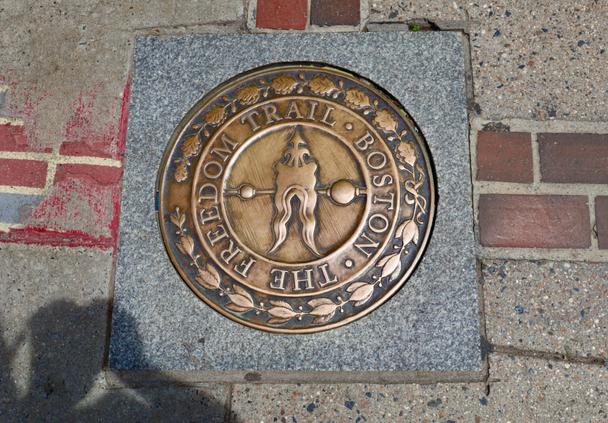 THE FREEDOM TRAIL · BOSTON ·